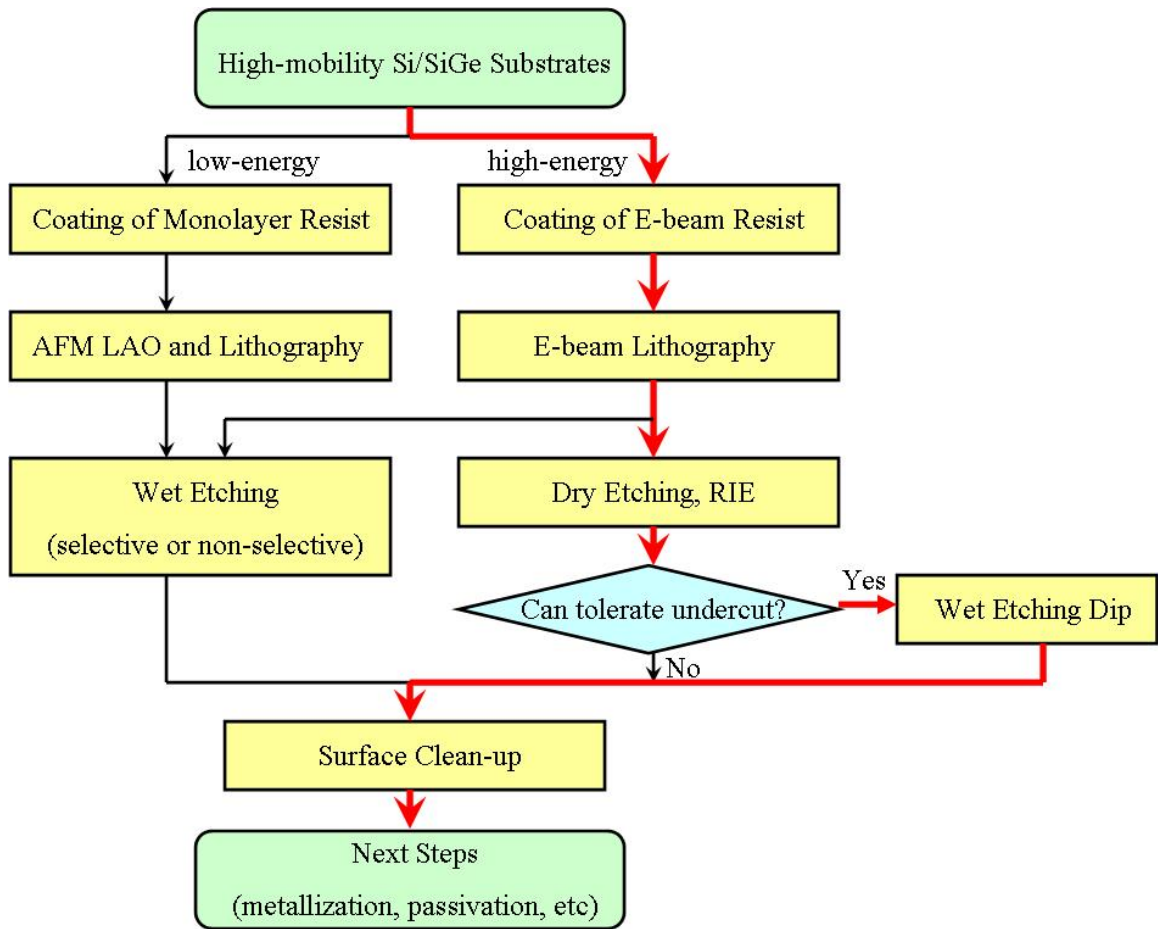 High-mobility Si/SiGe Substrates
low-energy
high-energy
Coating of Monolayer Resist
Coating of E-beam Resist
AFM LAO and Lithography
E-beam Lithography
Wet Etching
(selective or non-selective)
Dry Etching, RIE
Can tolerate undercut?
Yes
Wet Etching Dip
No
Surface Clean-up
Next Steps
(metallization, passivation, etc)